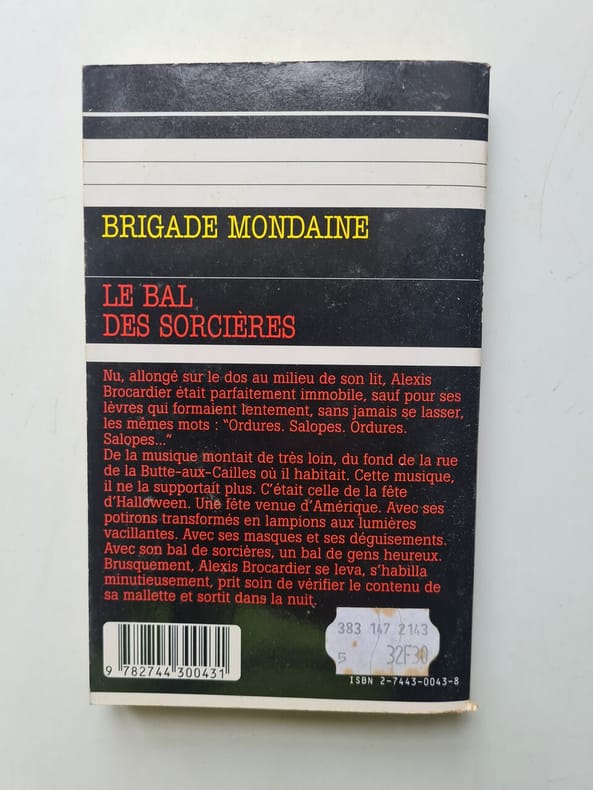 BRIGADE MONDAINE
LE BAL
DES SORCIÈRES
Nu, allongé sur le dos au milieu de son lit, Alexis
Brocardier était parfaitement immobile, sauf pour ses
lèvres qui formaient lentement, sans jamais se lasser,
les mêmes mots : "Ordures. Salopes. Ordures.
Salopes..."
De la musique montait de très loin, du fond de la rue
de la Butte-aux-Cailles où il habitait. Cette musique,
il ne la supportait plus. C'était celle de la fête
d'Halloween. Une fête venue d'Amérique. Avec ses
potirons transformés en lampions aux lumières
vacillantes. Avec ses masques et ses déguisements.
Avec son bal de sorcières, un bal de gens heureux.
Brusquement, Alexis Brocardier se leva, s'habilla
minutieusement, prit soin de vérifier le contenu de
sa mallette et sortit dans la nuit.
383 147 2143
5 32F30
9 782744 300431
ISBN 2-7443-0043-8